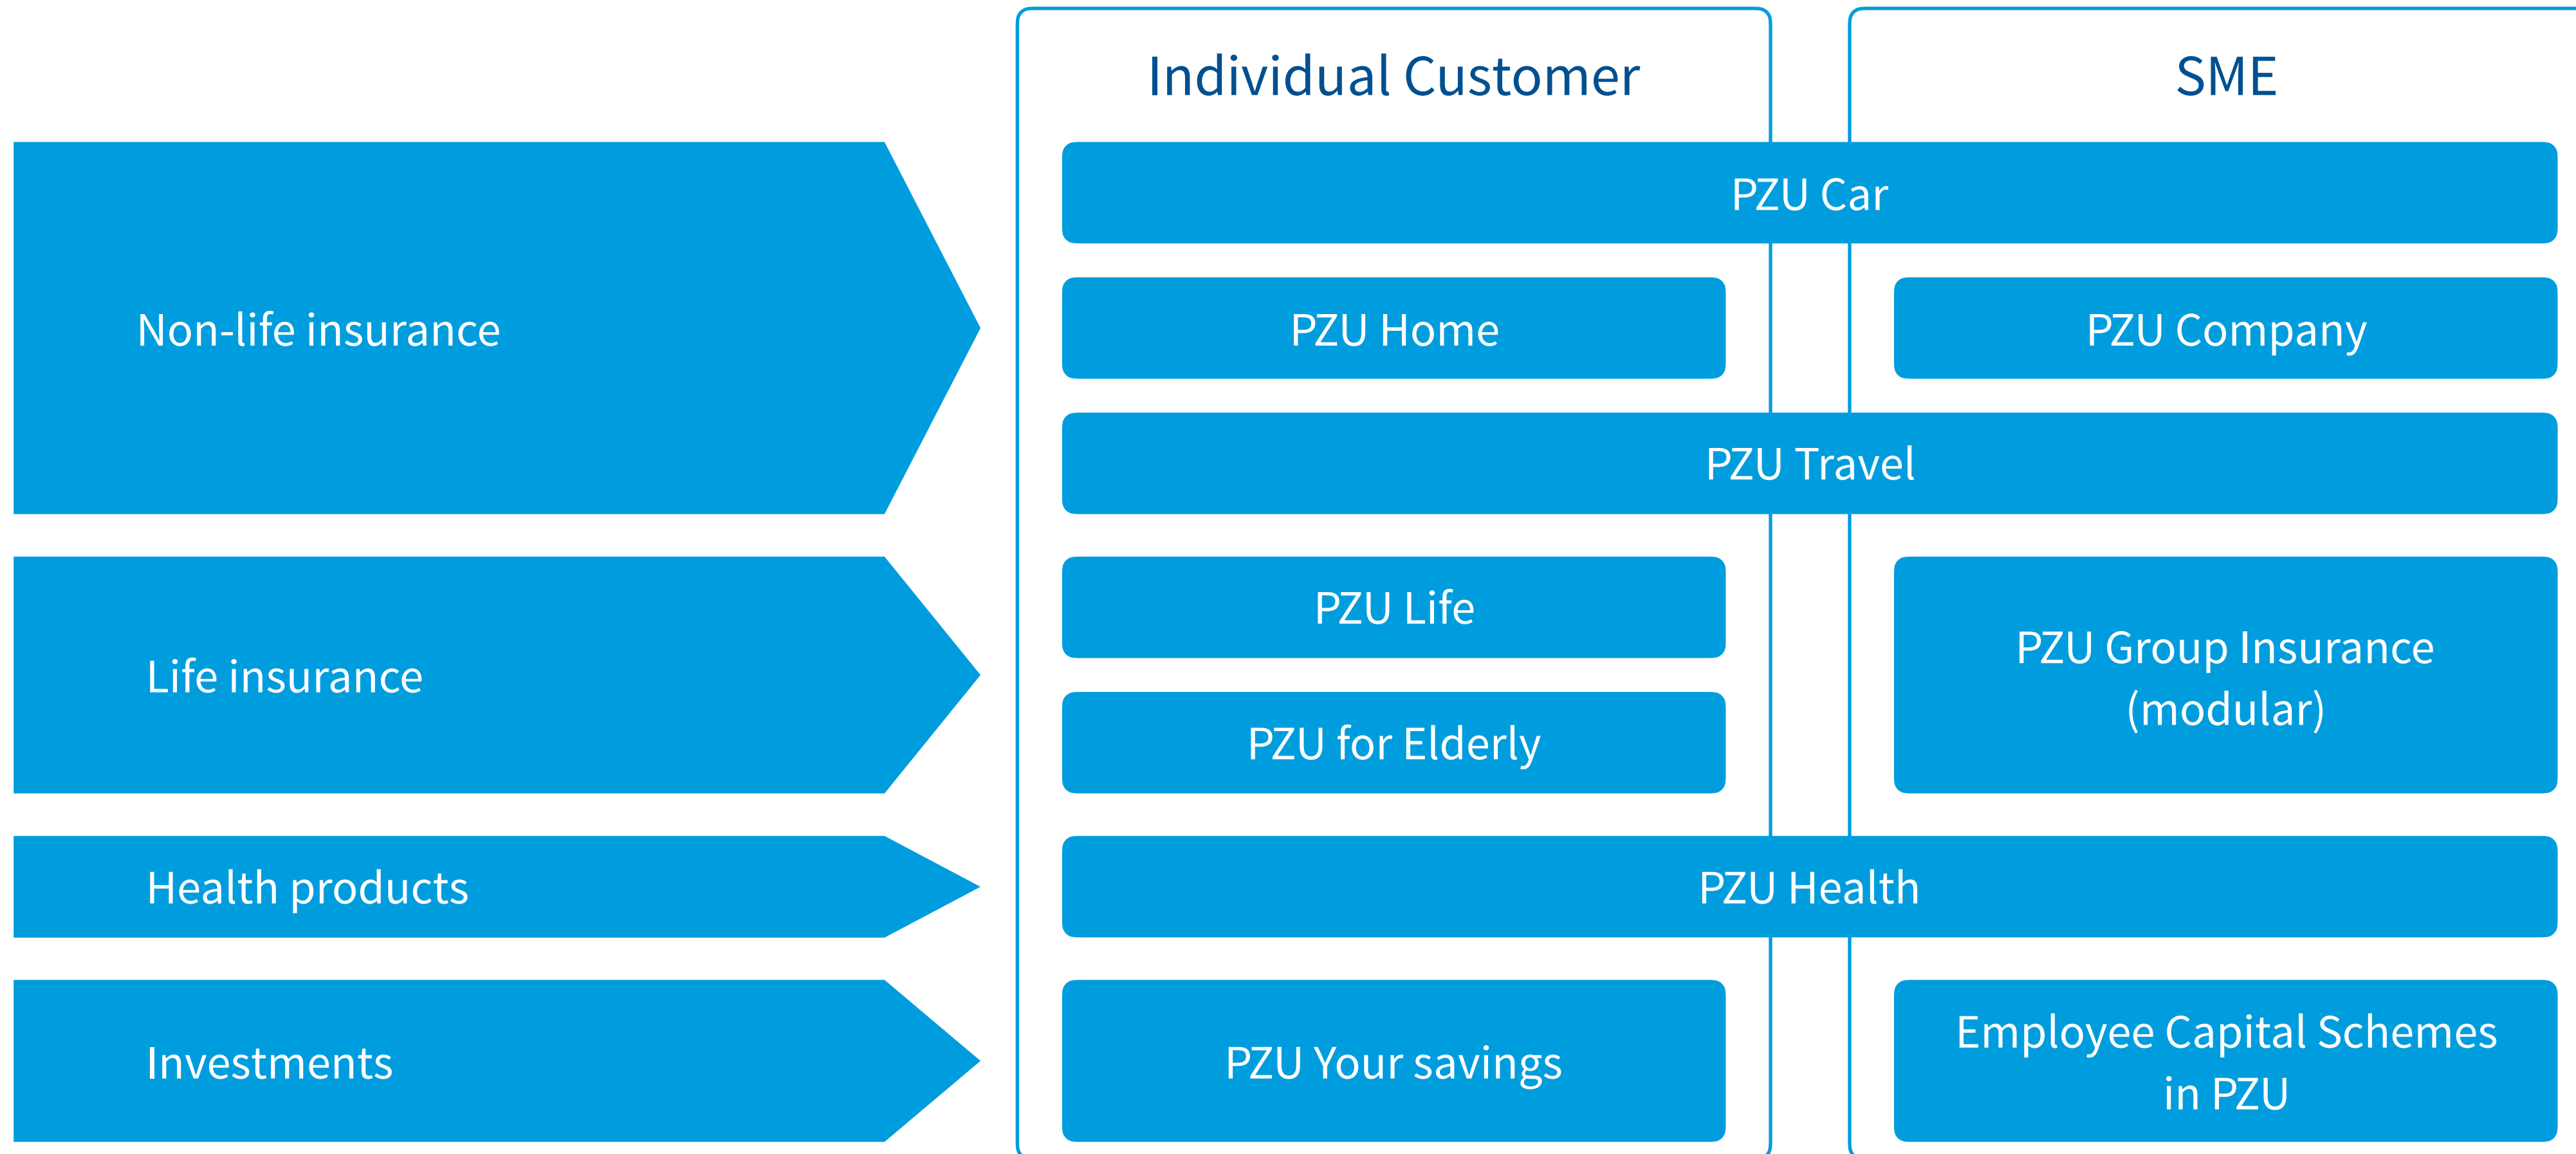 Individual Customer
SME
Non-life insurance
PZU Car
PZU Home
PZU Company
PZU Travel
Life insurance
PZU Life
PZU for Elderly
PZU Group Insurance
(modular)
Health products
PZU Health
Investments
PZU Your savings
Employee Capital Schemes
in PZU